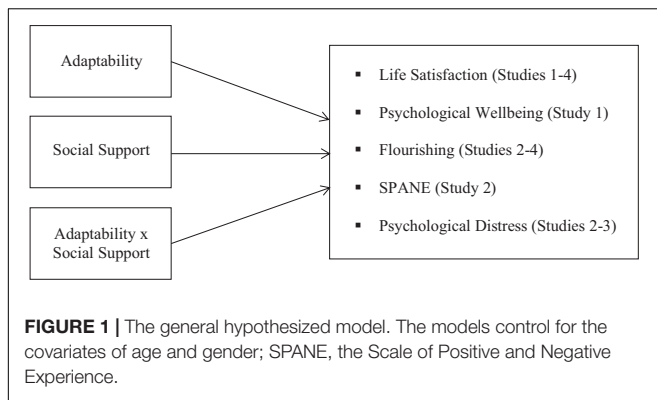 Adaptability
Social Support
Adaptability x
Social Support
▪ Life Satisfaction (Studies 1-4)
▪ Psychological Wellbeing (Study 1)
▪ Flourishing (Studies 2-4)
▪ SPANE (Study 2)
▪ Psychological Distress (Studies 2-3)
FIGURE 1 | The general hypothesized model. The models control for the
covariates of age and gender; SPANE, the Scale of Positive and Negative
Experience.